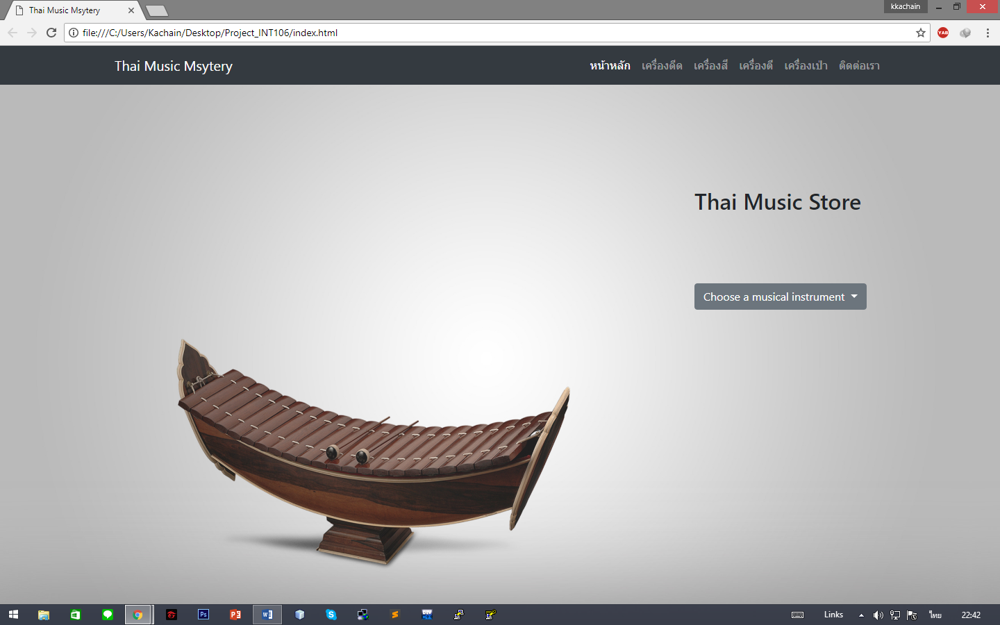 Thai Music Msytery
kkachain
file:///C:/Users/Kachain/Desktop/Project_INT106/index.html
YAB
Thai Music Msytery
หน้าหลัก เครื่องดีด เครื่องสี เครื่องตี เครื่องเป่า ติดต่อเรา
Thai Music Store
Choose a musical instrument
Links
ไทย
22:42